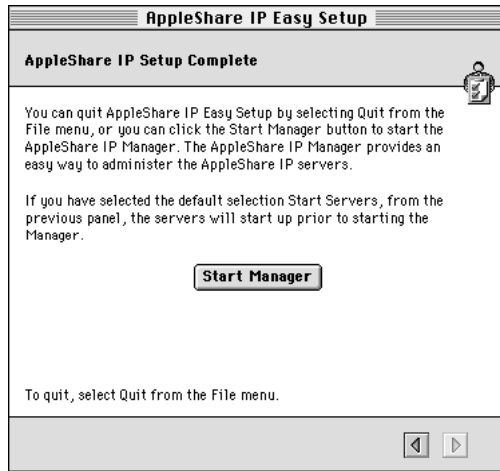 AppleShare IP Easy Setup
AppleShare IP Setup Complete
You can quit AppleShare IP Easy Setup by selecting Quit from the
File menu, or you can click the Start Manager button to start the
AppleShare IP Manager. The AppleShare IP Manager provides an
easy way to administer the AppleShare IP servers.
If you have selected the default selection Start Servers, from the
previous panel, the servers will start up prior to starting the
Manager.
Start Manager
To quit, select Quit from the File menu.